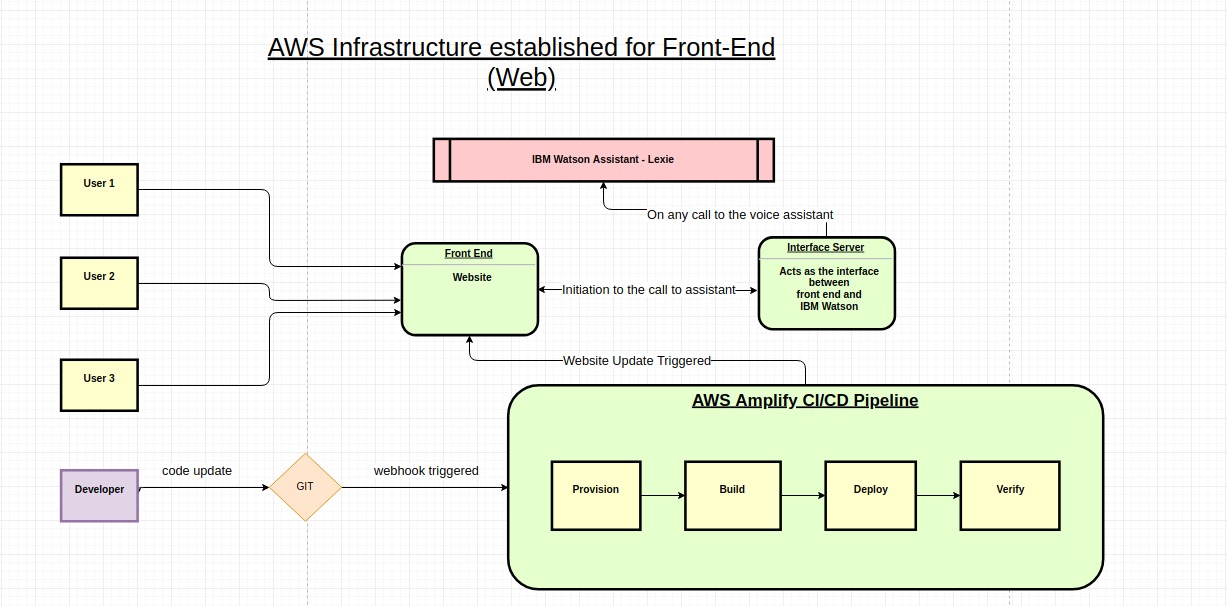 AWS Infrastructure established for Front-End
(Web)
IBM Watson Assistant - Lexie
User 1
On any call to the voice assistant
Front End
Website
Interface Server
Acts as the interface
between
front end and
IBM Watson
User 2
Initiation to the call to assistant
User 3
Website Update Triggered
AWS Amplify CI/CD Pipeline
Developer
code update
GIT
webhook triggered
Provision
Build
Deploy
Verify